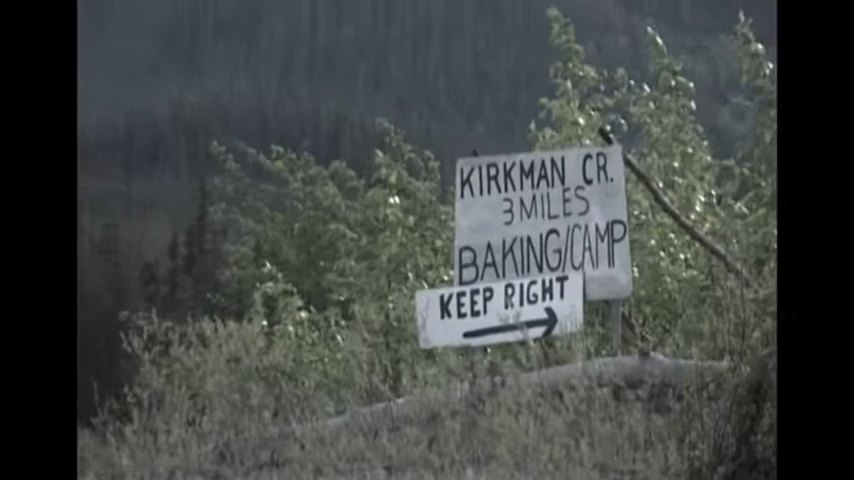 KIRKMAN CR.
3 MILES
BAKING/CAMP
KEEP RIGHT